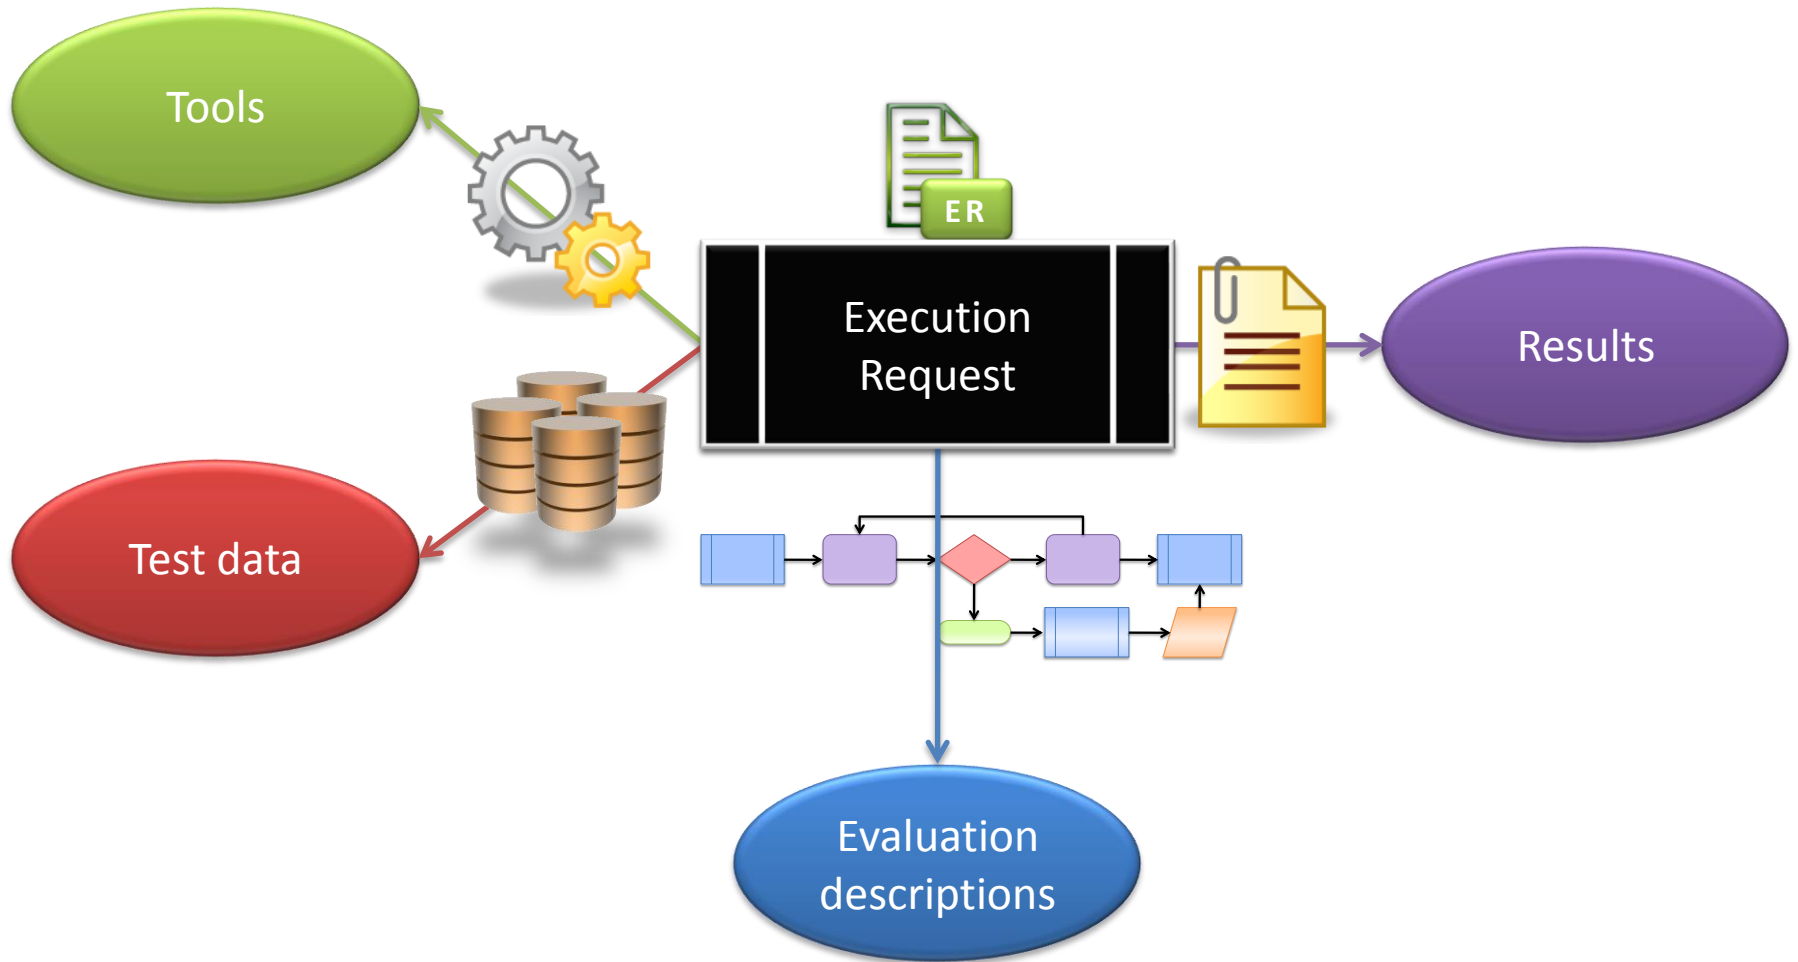 Tools
ER
Execution
Request
Results
Test data
Evaluation
descriptions